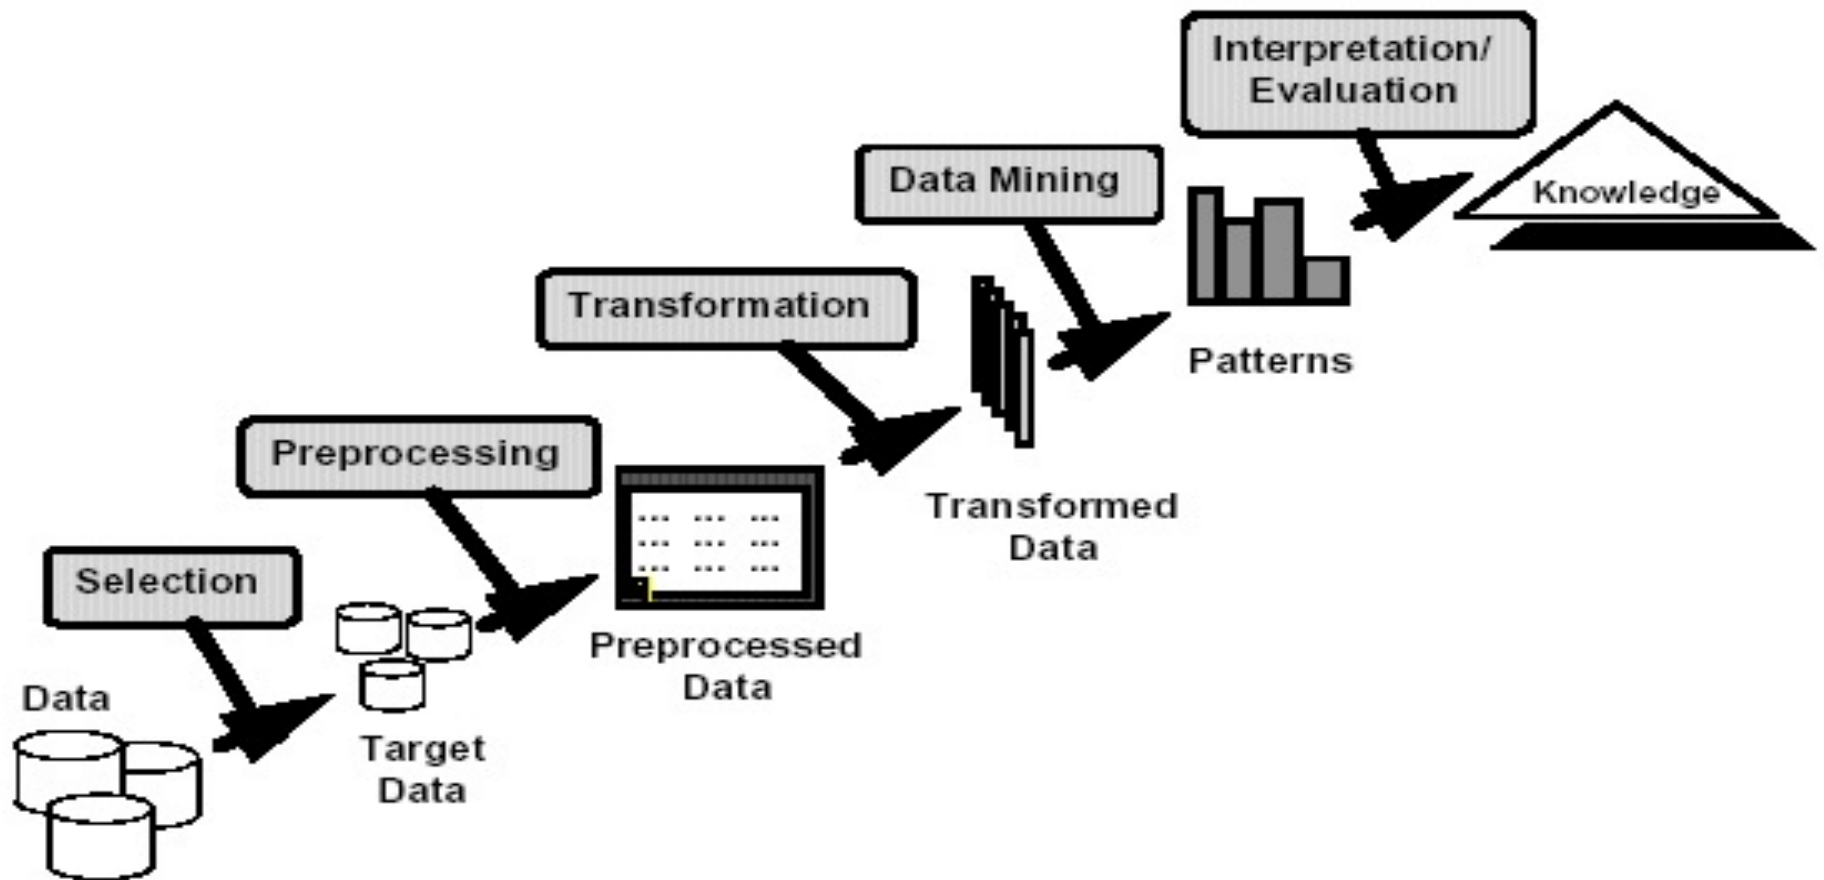 Interpretation/
Evaluation
Knowledge
Data Mining
Patterns
Transformation
Transformed
Data
Preprocessing
Preprocessed
Data
Selection
Target
Data
Data